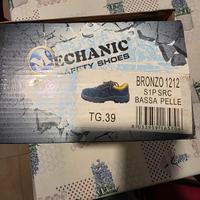 MECHANIC
SAFETY SHOES
BRONZO 1212
S1P SRC
BASSA PELLE
TG.39